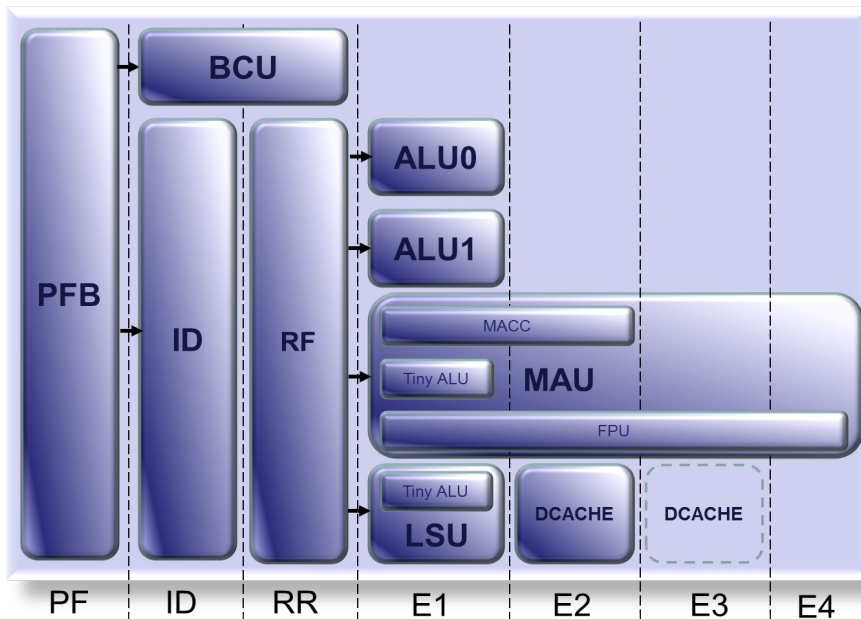 BCU
ALU0
ALU1
PFB
ID
RF
MACC
Tiny ALU
MAU
FPU
Tiny ALU
LSU
DCACHE
DCACHE
PF ID RR E1 E2 E3 E4